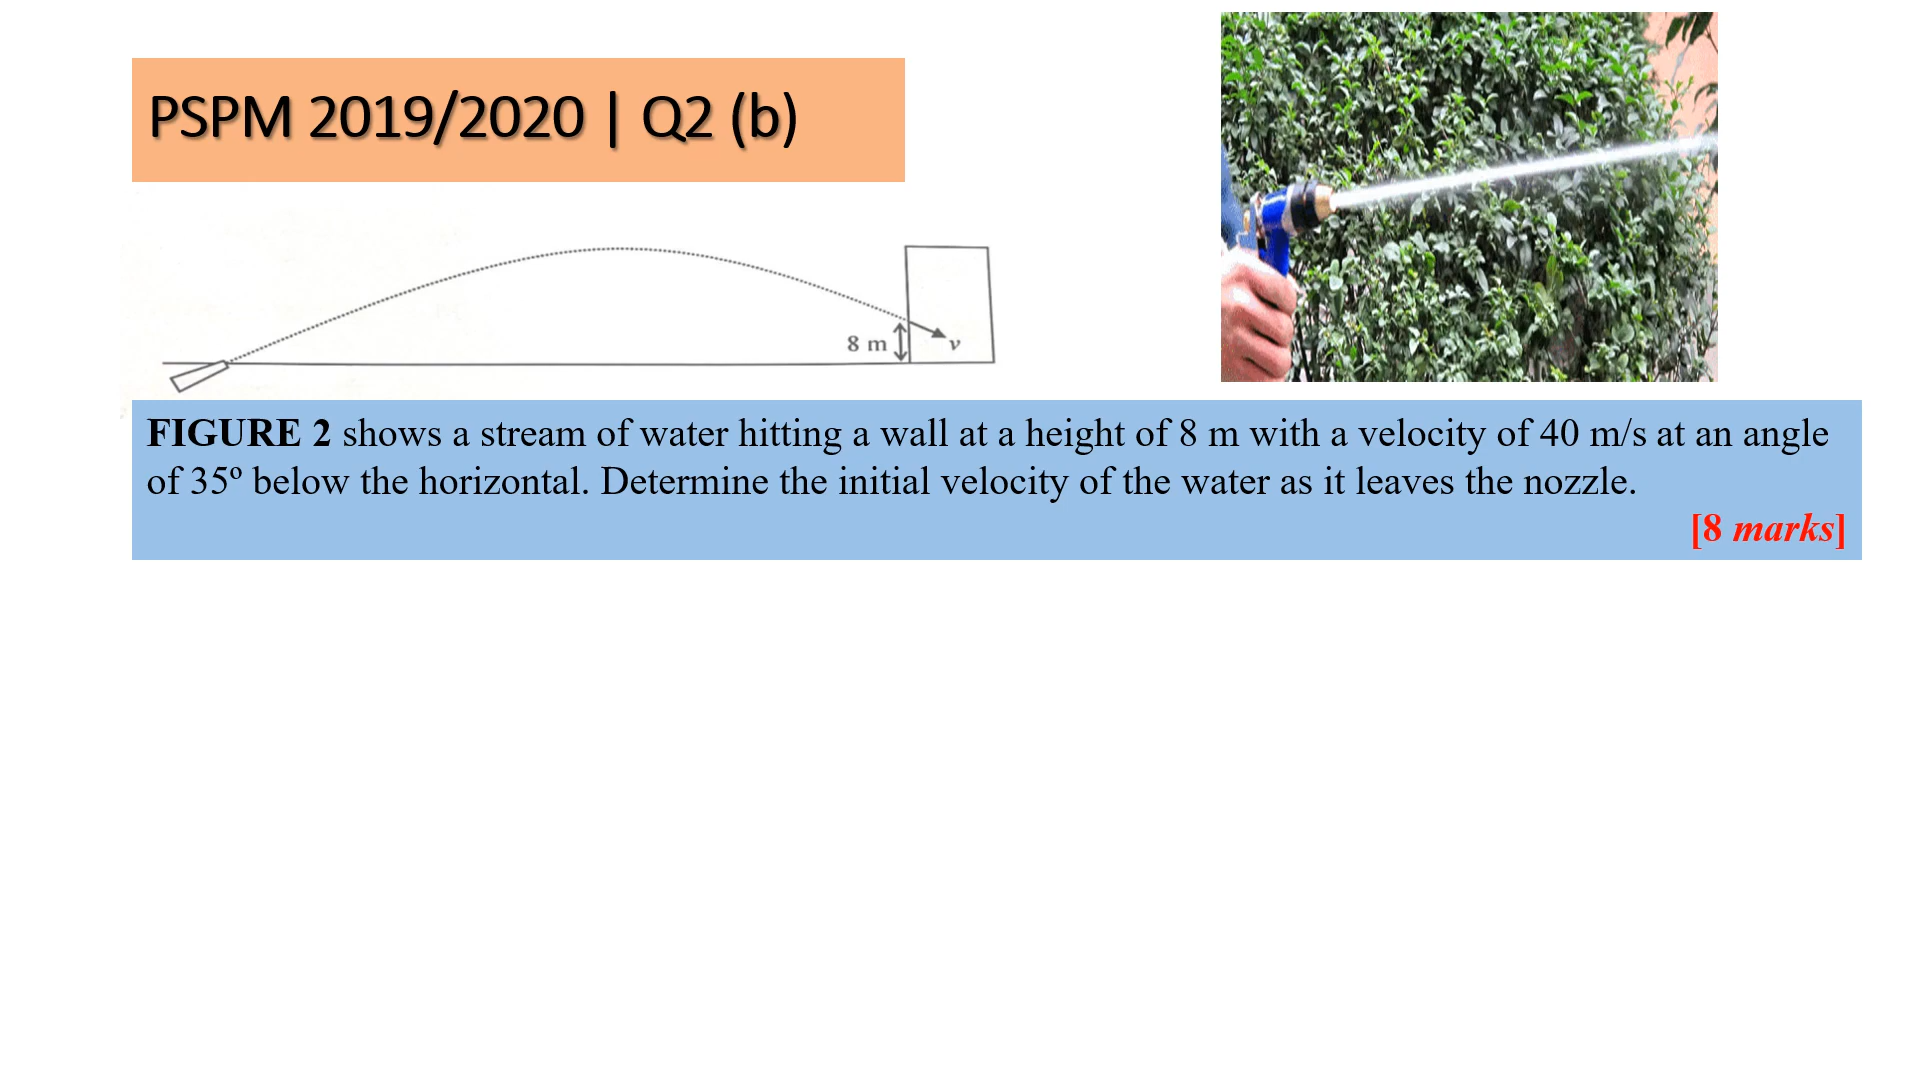 PSPM 2019/2020 | Q2 (b)
8 m
v
FIGURE 2 shows a stream of water hitting a wall at a height of 8 m with a velocity of 40 m/s at an angle
of 35º below the horizontal. Determine the initial velocity of the water as it leaves the nozzle.
[8 marks]